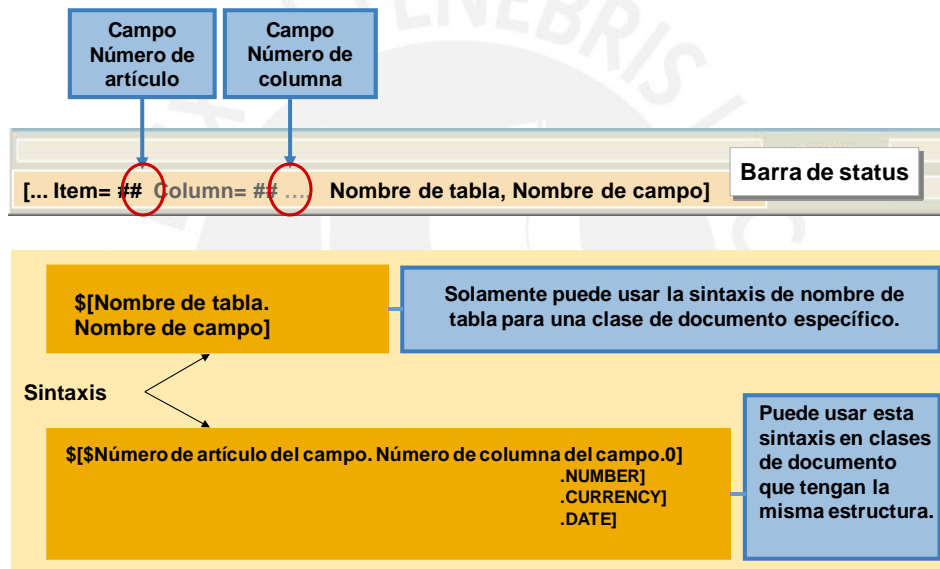 TENEBRIS
Campo
Número de
artículo
Campo
Número de
columna
Barra de status
[... Item= ## Column= ## .... Nombre de tabla, Nombre de campo]
$[Nombre de tabla.
Nombre de campo]
Solamente puede usar la sintaxis de nombre de
tabla para una clase de documento específico.
Sintaxis
$[$Número de artículo del campo. Número de columna del campo.0]
.NUMBER]
.CURRENCY]
.DATE]
Puede usar esta
sintaxis en clases
de documento
que tengan la
misma estructura.